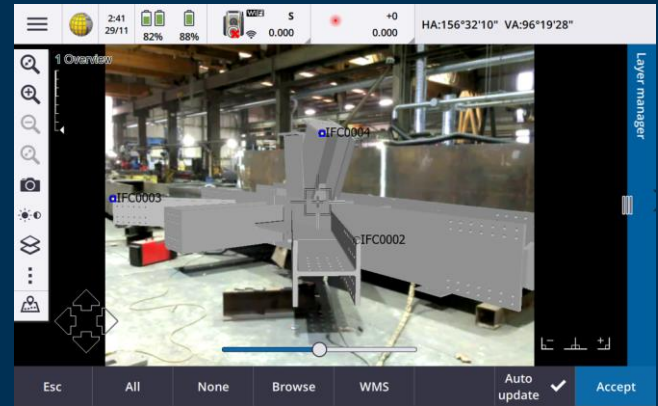 2:41
29/11
82%
88%
WiFi
S
0.000
+0
0.000
HA:156°32'10" VA:96°19'28"
1 Overview
Layer manager
IFC0004
IFC0003
IFC0002
Esc
All
None
Browse
WMS
Auto
update
Accept